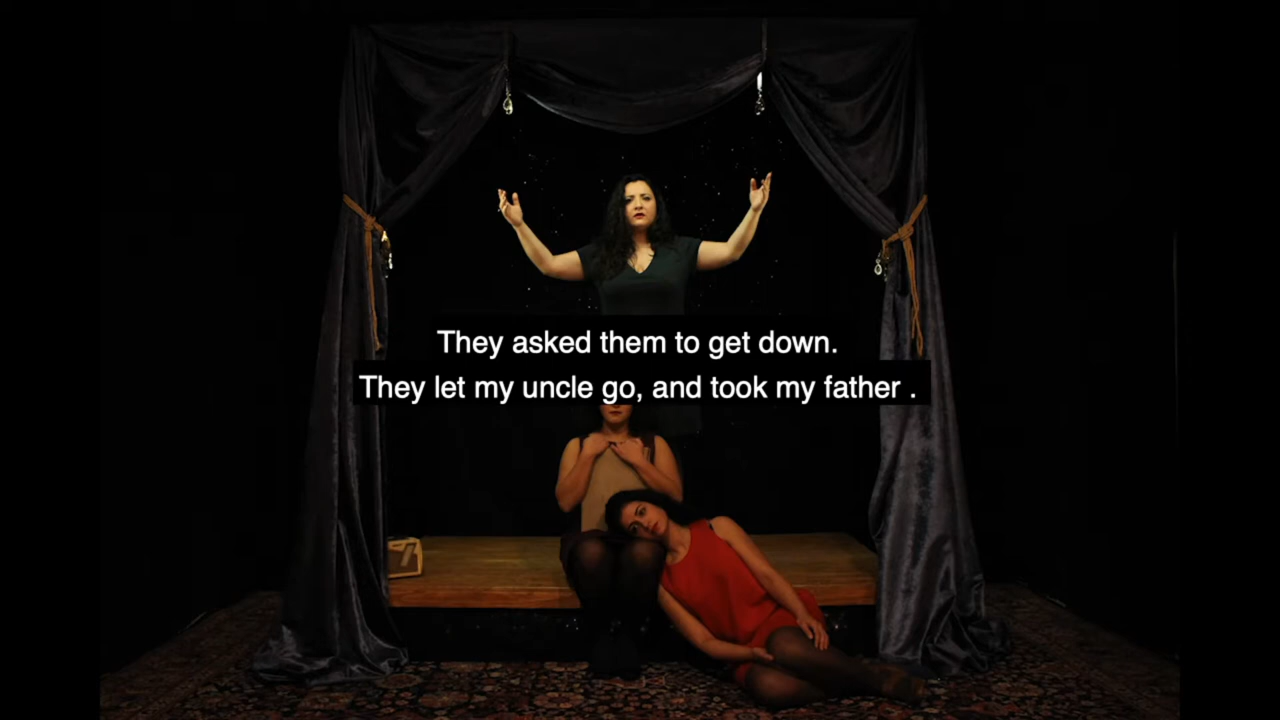 They asked them to get down.
They let my uncle go, and took my father .